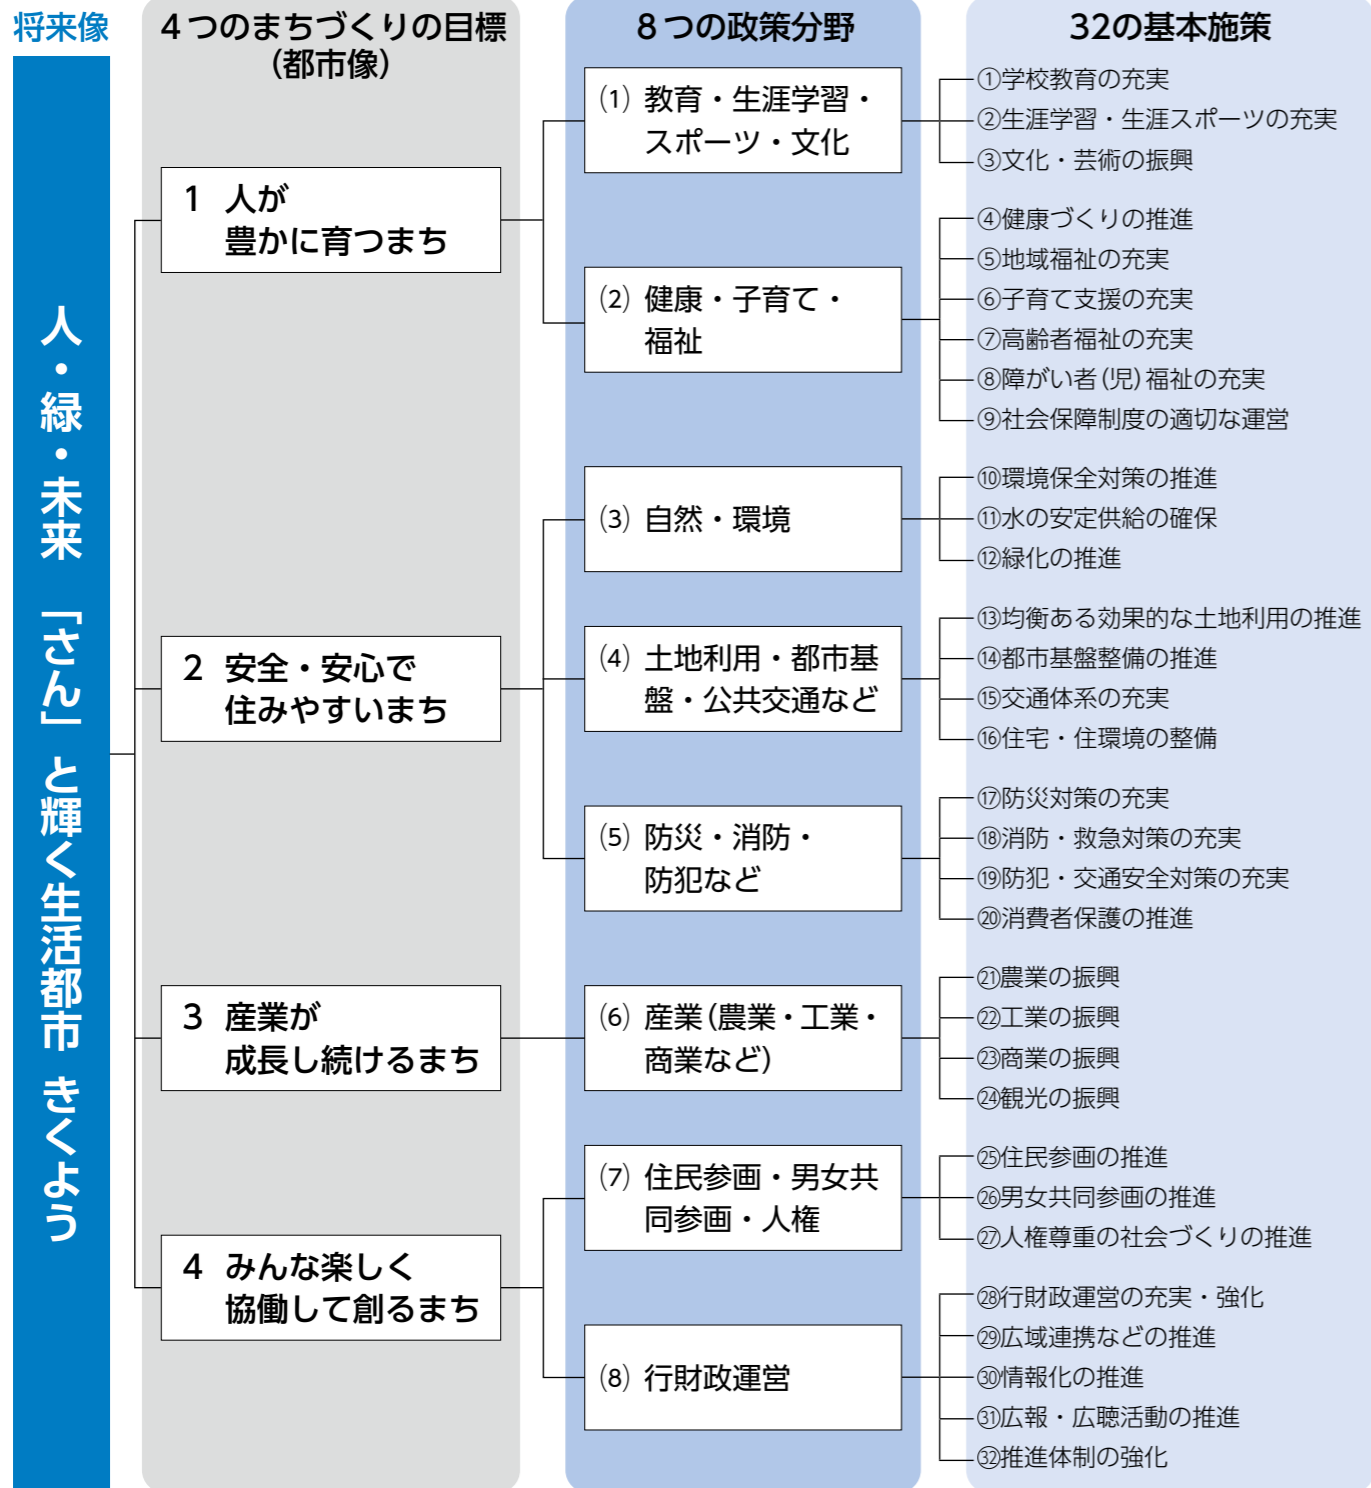 将来像
人・緑・未来 「さん」と輝く生活都市 きくよう
4つのまちづくりの目標
（都市像）
1 人が
豊かに育つまち
2 安全・安心で
住みやすいまち
3 産業が
成長し続けるまち
4 みんな楽しく
協働して創るまち
8つの政策分野
(1) 教育・生涯学習・
スポーツ・文化
(2) 健康・子育て・
福祉
(3) 自然・環境
(4) 土地利用・都市基
盤・公共交通など
(5) 防災・消防・
防犯など
(6) 産業（農業・工業・
商業など）
(7) 住民参画・男女共
同参画・人権
(8) 行財政運営
32の基本施策
①学校教育の充実
②生涯学習・生涯スポーツの充実
③文化・芸術の振興
④健康づくりの推進
⑤地域福祉の充実
⑥子育て支援の充実
⑦高齢者福祉の充実
⑧障がい者（児）福祉の充実
⑨社会保障制度の適切な運営
⑩環境保全対策の推進
⑪水の安定供給の確保
⑫緑化の推進
⑬均衡ある効果的な土地利用の推進
⑭都市基盤整備の推進
⑮交通体系の充実
⑯住宅・住環境の整備
⑰防災対策の充実
⑱消防・救急対策の充実
⑲防犯・交通安全対策の充実
⑳消費者保護の推進
㉑農業の振興
㉒工業の振興
㉓商業の振興
㉔観光の振興
㉕住民参画の推進
㉖男女共同参画の推進
㉗人権尊重の社会づくりの推進
㉘行財政運営の充実・強化
㉙広域連携などの推進
㉚情報化の推進
㉛広報・広聴活動の推進
㉜推進体制の強化